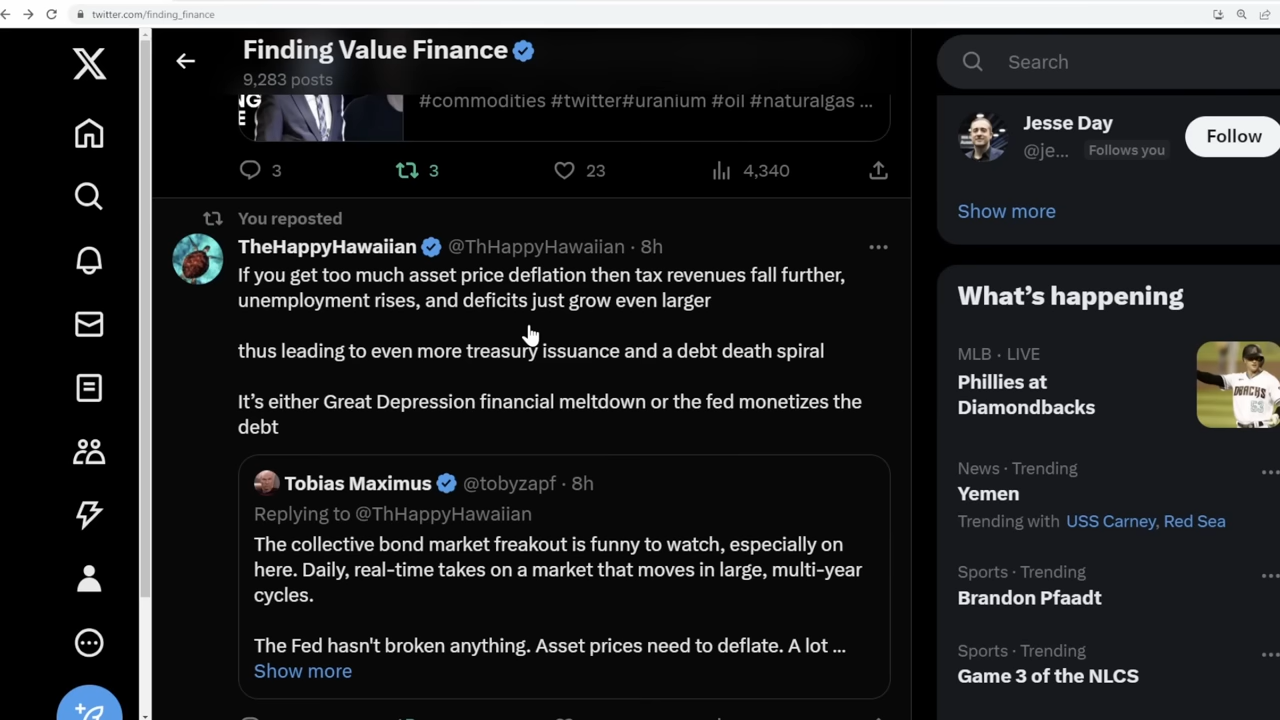 twitter.com/finding_finance
Finding Value Finance
9,283 posts
NG
E
#commodities #twitter#uranium #oil #naturalgas ...
3
3
23
4,340
You reposted
TheHappyHawaiian @ThHappyHawaiian · 8h
If you get too much asset price deflation then tax revenues fall further,
unemployment rises, and deficits just grow even larger
thus leading to even more treasury issuance and a debt death spiral
It’s either Great Depression financial meltdown or the fed monetizes the
debt
Tobias Maximus @tobyzapf · 8h
Replying to @ThHappyHawaiian
The collective bond market freakout is funny to watch, especially on
here. Daily, real-time takes on a market that moves in large, multi-year
cycles.
The Fed hasn't broken anything. Asset prices need to deflate. A lot ...
Show more
Search
Jesse Day
@je... Follows you
Follow
Show more
What’s happening
MLB · LIVE
Phillies at
Diamondbacks
News · Trending
Yemen
Trending with USS Carney, Red Sea
Sports · Trending
Brandon Pfaadt
Sports · Trending
Game 3 of the NLCS